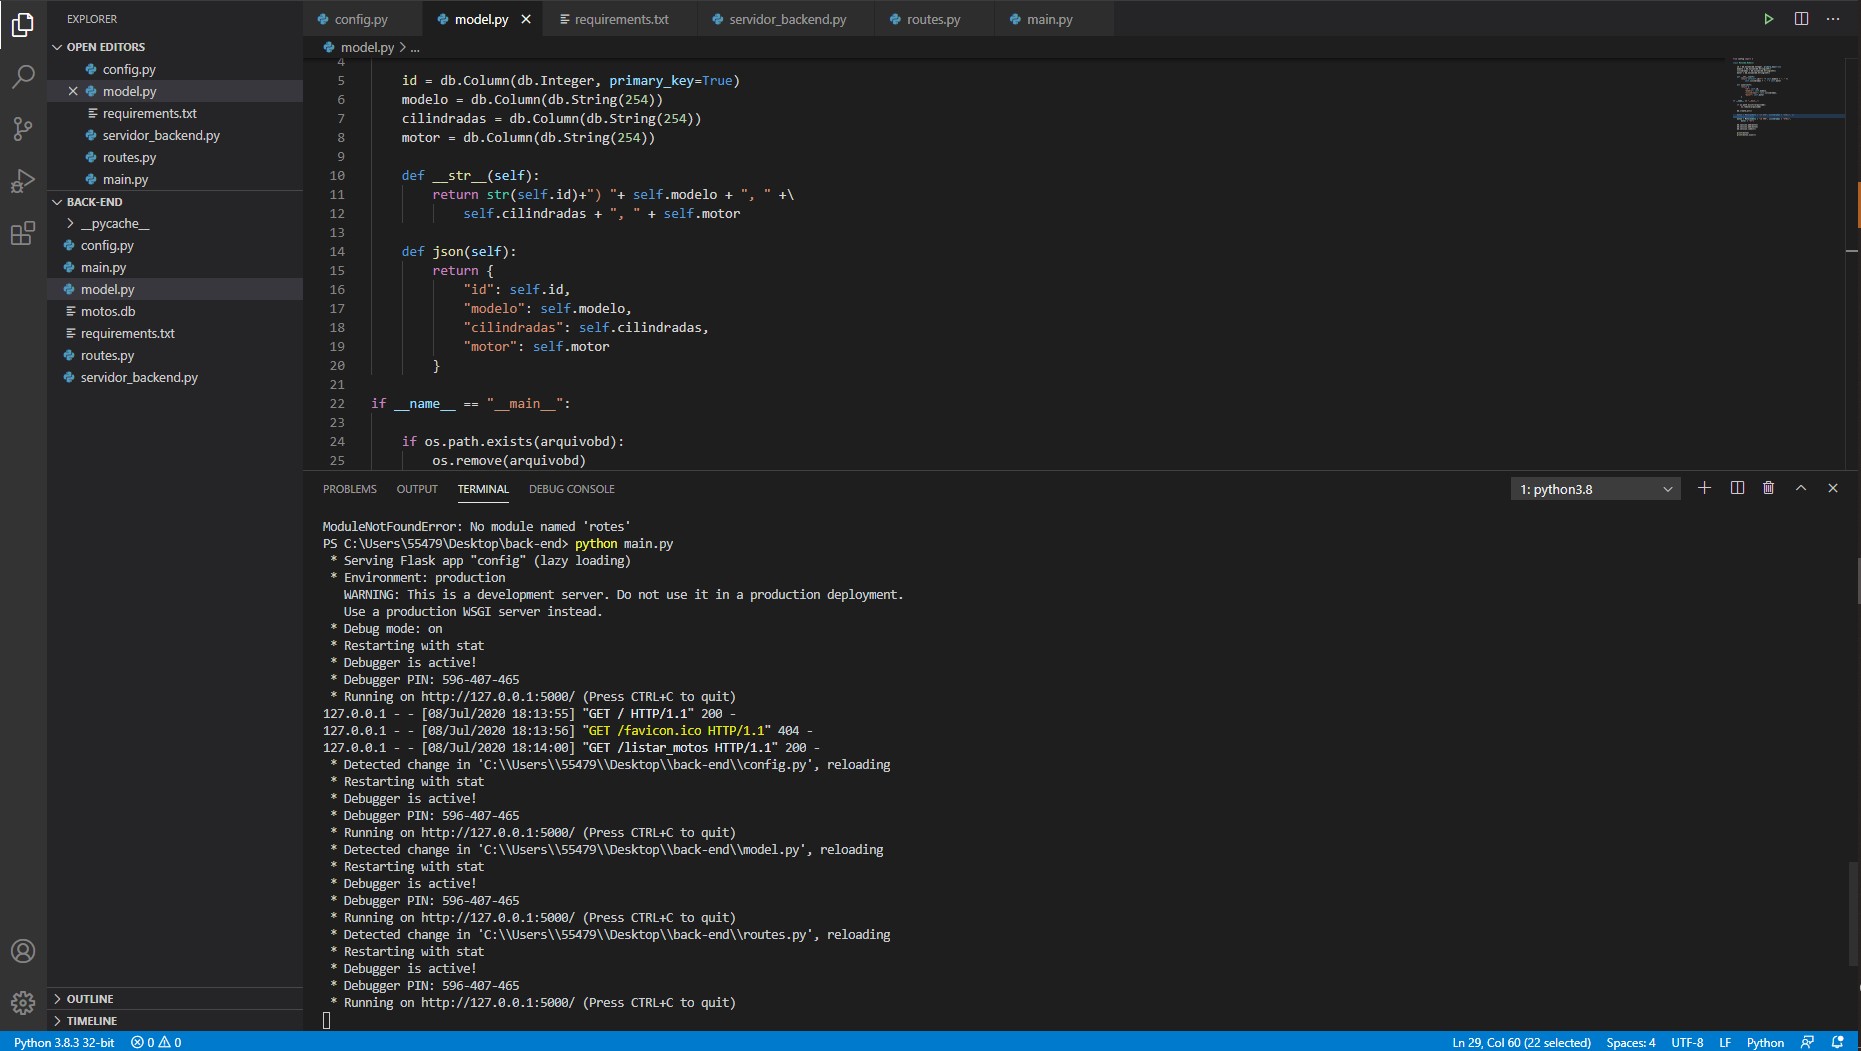 EXPLORER
OPEN EDITORS
config.py
model.py
requirements.txt
servidor_backend.py
routes.py
main.py
BACK-END
__pycache__
config.py
main.py
model.py
motos.db
requirements.txt
routes.py
servidor_backend.py
OUTLINE
TIMELINE
config.py model.py requirements.txt servidor_backend.py routes.py main.py
model.py > ...
4
5 id = db.Column(db.Integer, primary_key=True)
6 modelo = db.Column(db.String(254))
7 cilindradas = db.Column(db.String(254))
8 motor = db.Column(db.String(254))
9
10 def __str__(self):
11 return str(self.id)+") "+ self.modelo + ", " +\
12 self.cilindradas + ", " + self.motor
13
14 def json(self):
15 return {
16 "id": self.id,
17 "modelo": self.modelo,
18 "cilindradas": self.cilindradas,
19 "motor": self.motor
20 }
21
22 if __name__ == "__main__":
23
24 if os.path.exists(arquivobd):
25 os.remove(arquivobd)
PROBLEMS OUTPUT TERMINAL DEBUG CONSOLE 1: python3.8
ModuleNotFoundError: No module named 'rotes'
PS C:\Users\55479\Desktop\back-end> python main.py
* Serving Flask app "config" (lazy loading)
* Environment: production
WARNING: This is a development server. Do not use it in a production deployment.
Use a production WSGI server instead.
* Debug mode: on
* Restarting with stat
* Debugger is active!
* Debugger PIN: 596-407-465
* Running on http://127.0.0.1:5000/ (Press CTRL+C to quit)
127.0.0.1 - - [08/Jul/2020 18:13:55] "GET / HTTP/1.1" 200 -
127.0.0.1 - - [08/Jul/2020 18:13:56] "GET /favicon.ico HTTP/1.1" 404 -
127.0.0.1 - - [08/Jul/2020 18:14:00] "GET /listar_motos HTTP/1.1" 200 -
* Detected change in 'C:\\Users\\55479\\Desktop\\back-end\\config.py', reloading
* Restarting with stat
* Debugger is active!
* Debugger PIN: 596-407-465
* Running on http://127.0.0.1:5000/ (Press CTRL+C to quit)
* Detected change in 'C:\\Users\\55479\\Desktop\\back-end\\model.py', reloading
* Restarting with stat
* Debugger is active!
* Debugger PIN: 596-407-465
* Running on http://127.0.0.1:5000/ (Press CTRL+C to quit)
* Detected change in 'C:\\Users\\55479\\Desktop\\back-end\\routes.py', reloading
* Restarting with stat
* Debugger is active!
* Debugger PIN: 596-407-465
* Running on http://127.0.0.1:5000/ (Press CTRL+C to quit)
Python 3.8.3 32-bit 0 0 Ln 29, Col 60 (22 selected) Spaces: 4 UTF-8 LF Python